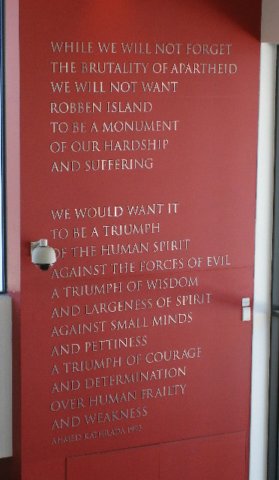 WHILE WE WILL NOT FORGET
THE BRUTALITY OF APARTHEID
WE WILL NOT WANT
ROBBEN ISLAND
TO BE A MONUMENT
OF OUR HARDSHIP
AND SUFFERING
WE WOULD WANT IT
TO BE A TRIUMPH
OF THE HUMAN SPIRIT
AGAINST THE FORCES OF EVIL
A TRIUMPH OF WISDOM
AND LARGENESS OF SPIRIT
AGAINST SMALL MINDS
AND PETTINESS
A TRIUMPH OF COURAGE
AND DETERMINATION
OVER HUMAN FRAILTY
AND WEAKNESS
AHMED KATHRADA 1993